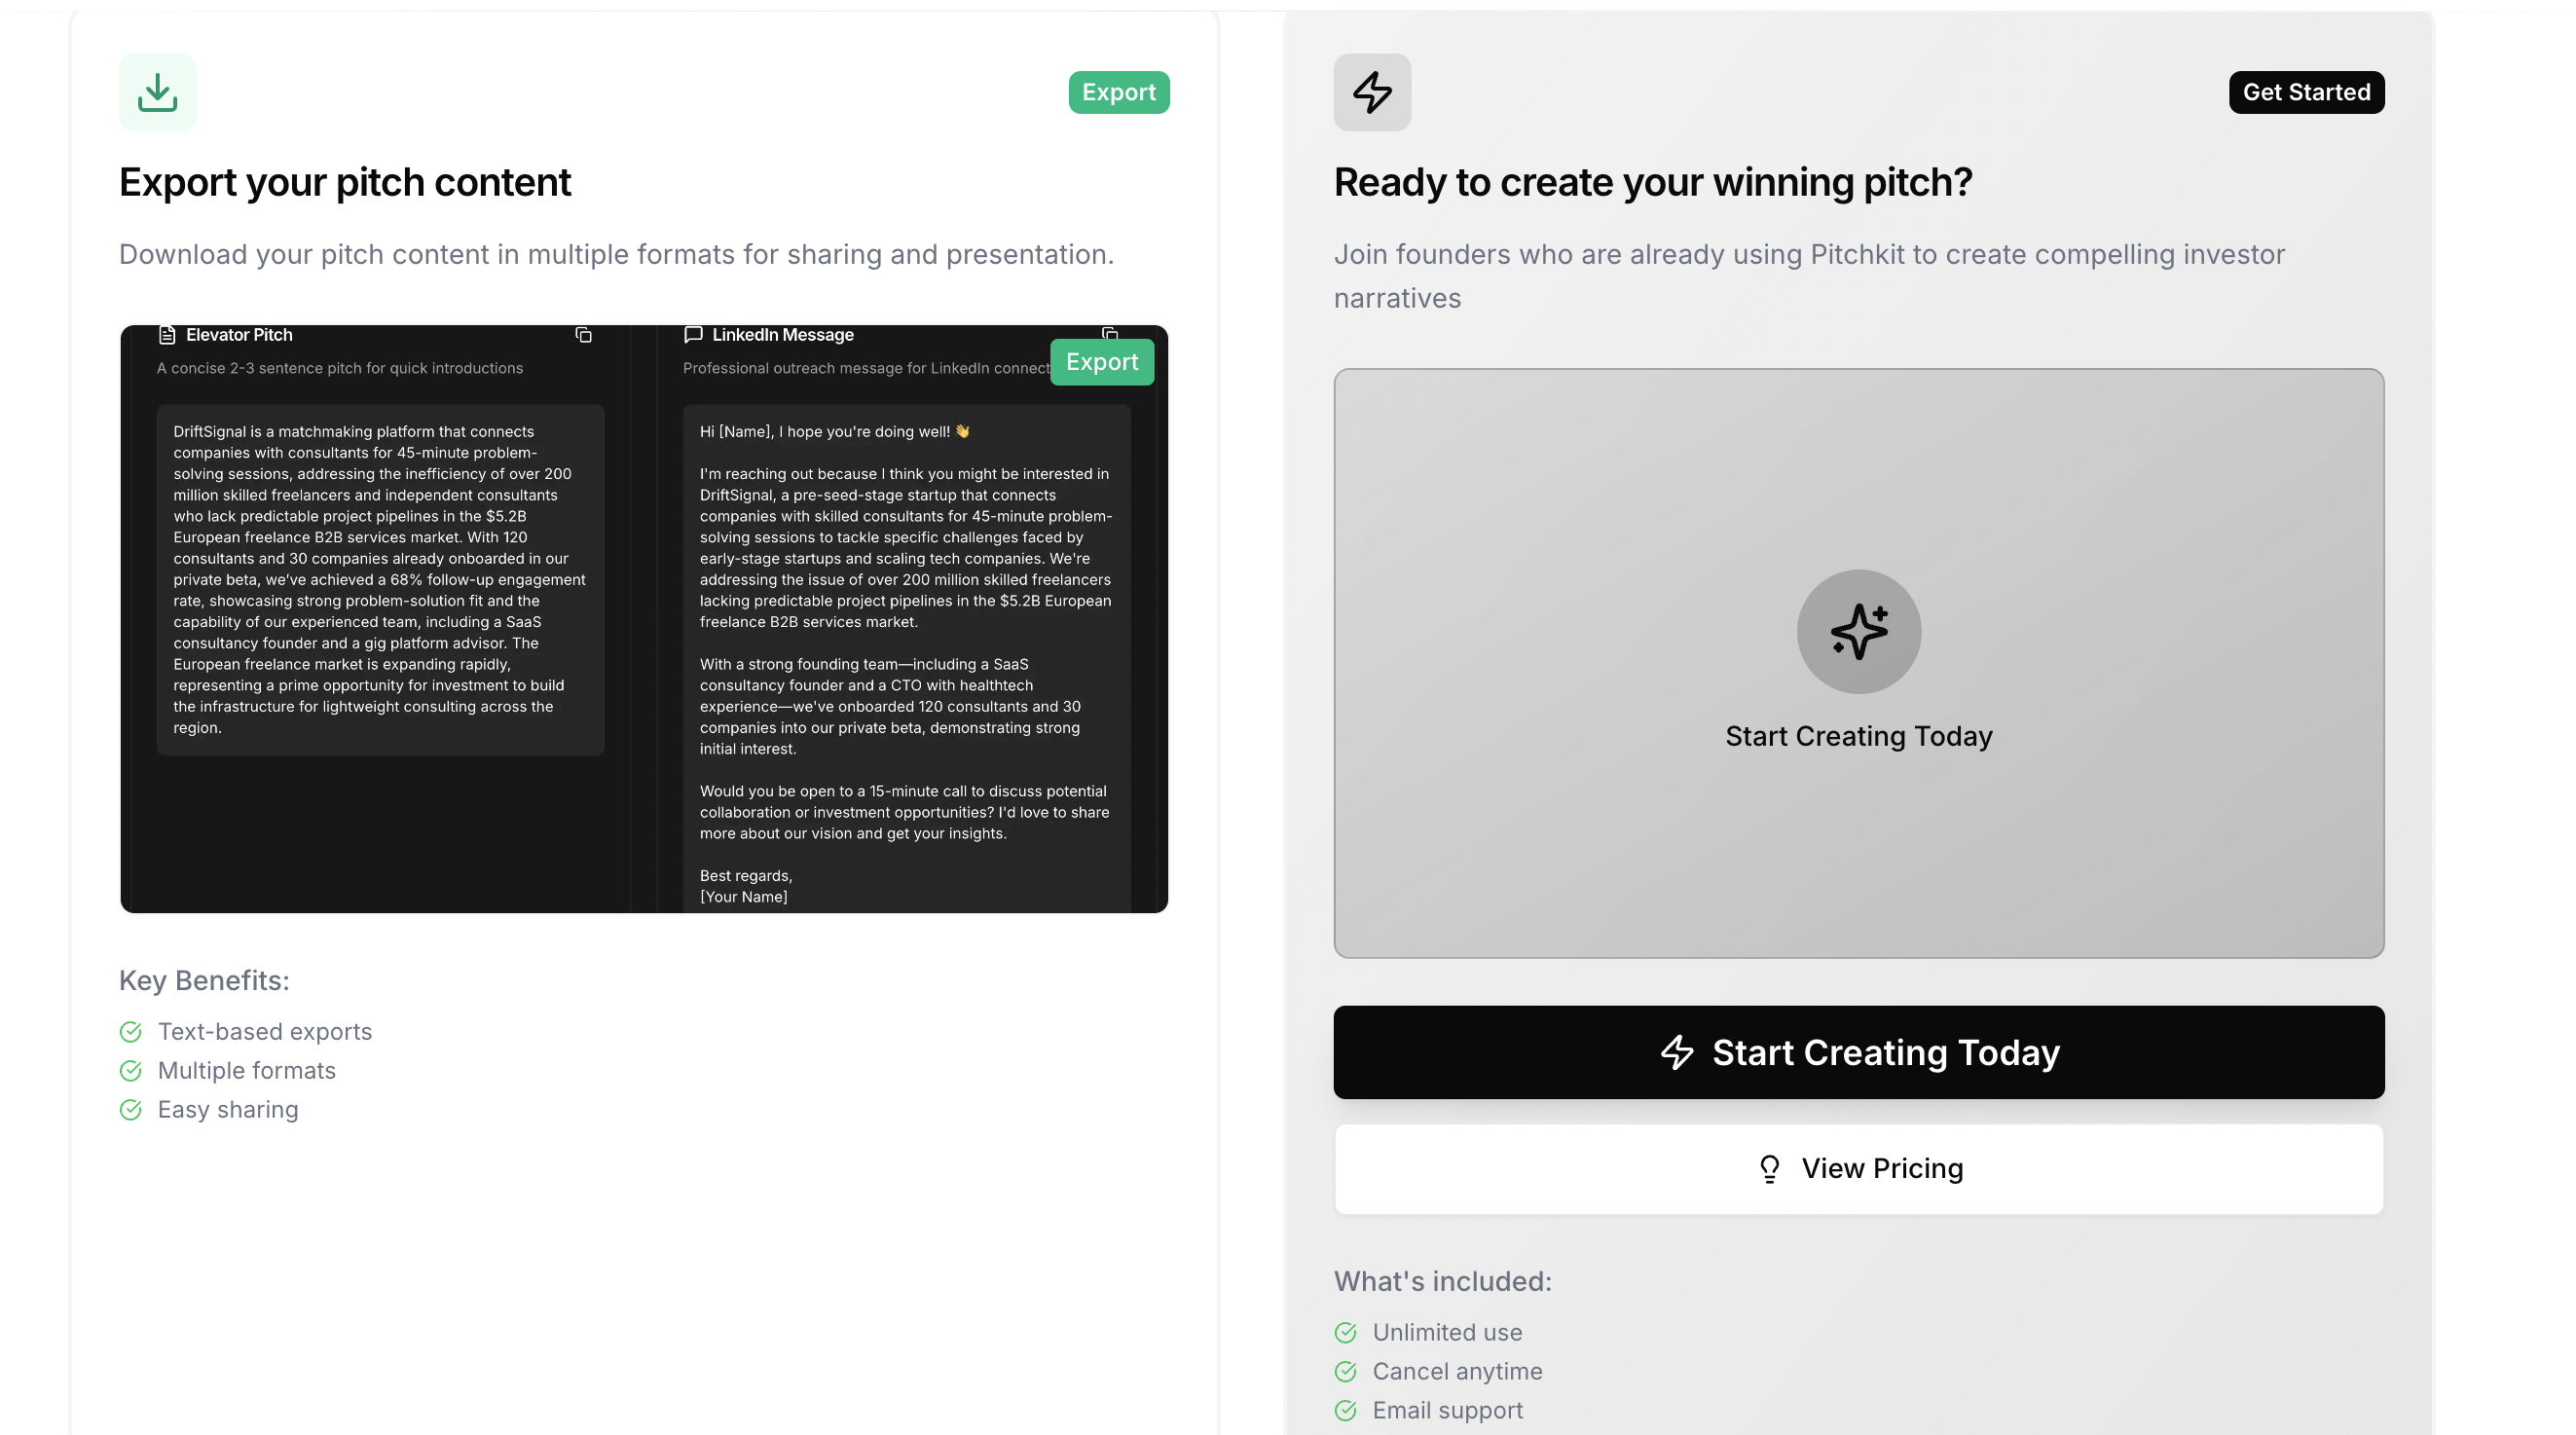 Export
Export your pitch content
Download your pitch content in multiple formats for sharing and presentation.
Elevator Pitch
A concise 2-3 sentence pitch for quick introductions
DriftSignal is a matchmaking platform that connects
companies with consultants for 45-minute problem-
solving sessions, addressing the inefficiency of over 200
million skilled freelancers and independent consultants
who lack predictable project pipelines in the $5.2B
European freelance B2B services market. With 120
consultants and 30 companies already onboarded in our
private beta, we've achieved a 68% follow-up engagement
rate, showcasing strong problem-solution fit and the
capability of our experienced team, including a SaaS
consultancy founder and a gig platform advisor. The
European freelance market is expanding rapidly,
representing a prime opportunity for investment to build
the infrastructure for lightweight consulting across the
region.
LinkedIn Message
Professional outreach message for LinkedIn connect
Export
Hi [Name], I hope you're doing well! 👋
I'm reaching out because I think you might be interested in
DriftSignal, a pre-seed-stage startup that connects
companies with skilled consultants for 45-minute problem-
solving sessions to tackle specific challenges faced by
early-stage startups and scaling tech companies. We're
addressing the issue of over 200 million skilled freelancers
lacking predictable project pipelines in the $5.2B European
freelance B2B services market.
With a strong founding team—including a SaaS
consultancy founder and a CTO with healthtech
experience—we've onboarded 120 consultants and 30
companies into our private beta, demonstrating strong
initial interest.
Would you be open to a 15-minute call to discuss potential
collaboration or investment opportunities? I'd love to share
more about our vision and get your insights.
Best regards,
[Your Name]
Key Benefits:
Text-based exports
Multiple formats
Easy sharing
Get Started
Ready to create your winning pitch?
Join founders who are already using Pitchkit to create compelling investor
narratives
Start Creating Today
Start Creating Today
View Pricing
What's included:
Unlimited use
Cancel anytime
Email support